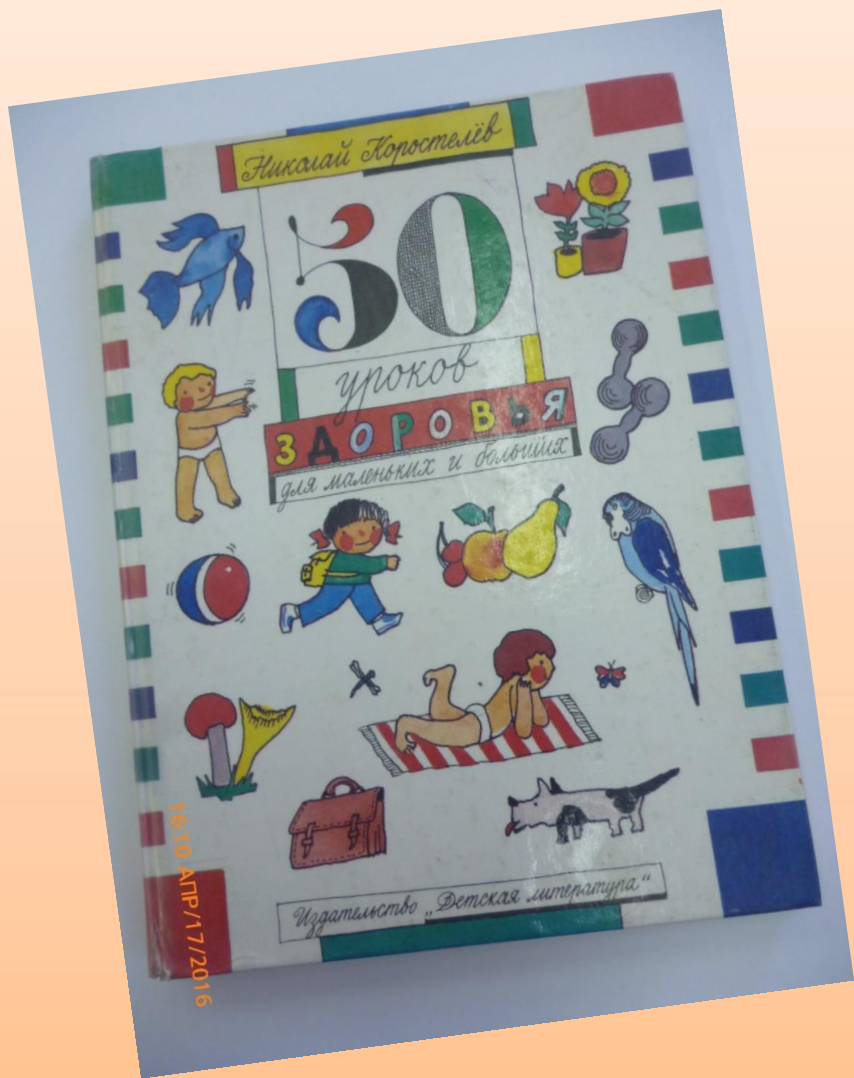 Николай Коростелёв
50
уроков
ЗДОРОВЬЯ
для маленьких и больших
Издательство „Детская литература“
16:10 АПР/17/2016